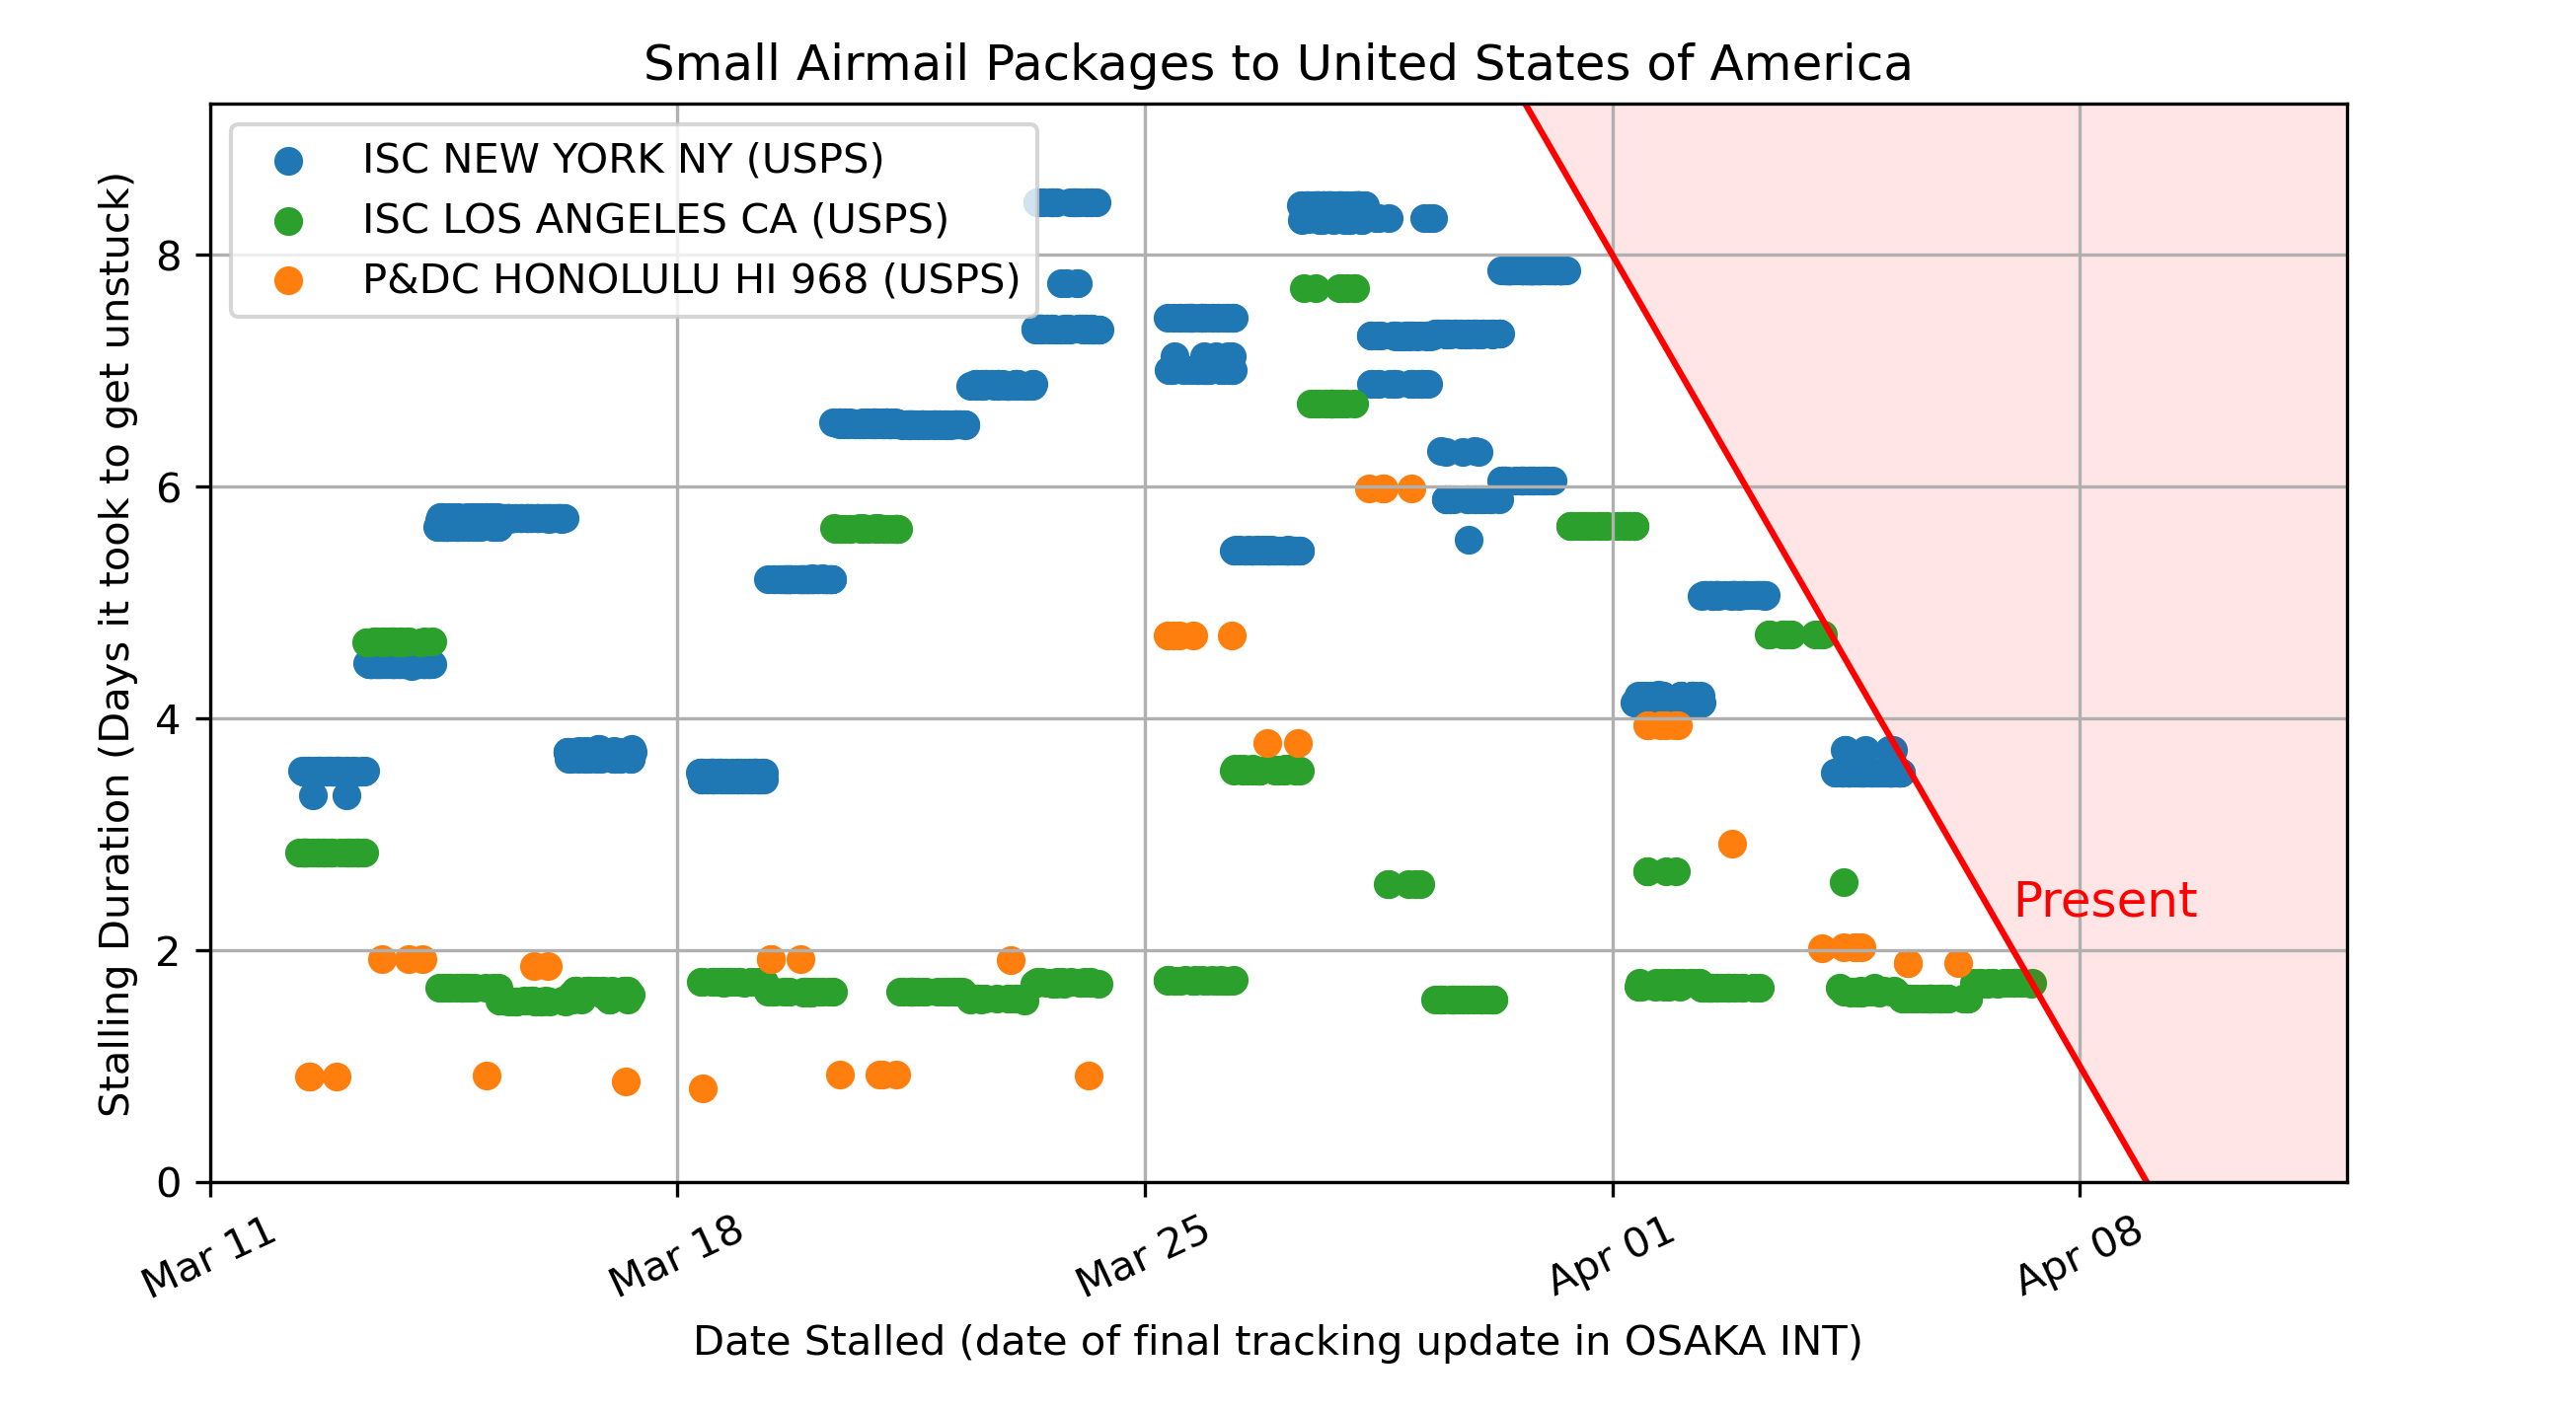 Small Airmail Packages to United States of America
ISC NEW YORK NY (USPS)
ISC LOS ANGELES CA (USPS)
P&DC HONOLULU HI 968 (USPS)
Stalling Duration (Days it took to get unstuck)
8
6
4
2
0
Present
Mar 11
Mar 18
Mar 25
Apr 01
Apr 08
Date Stalled (date of final tracking update in OSAKA INT)